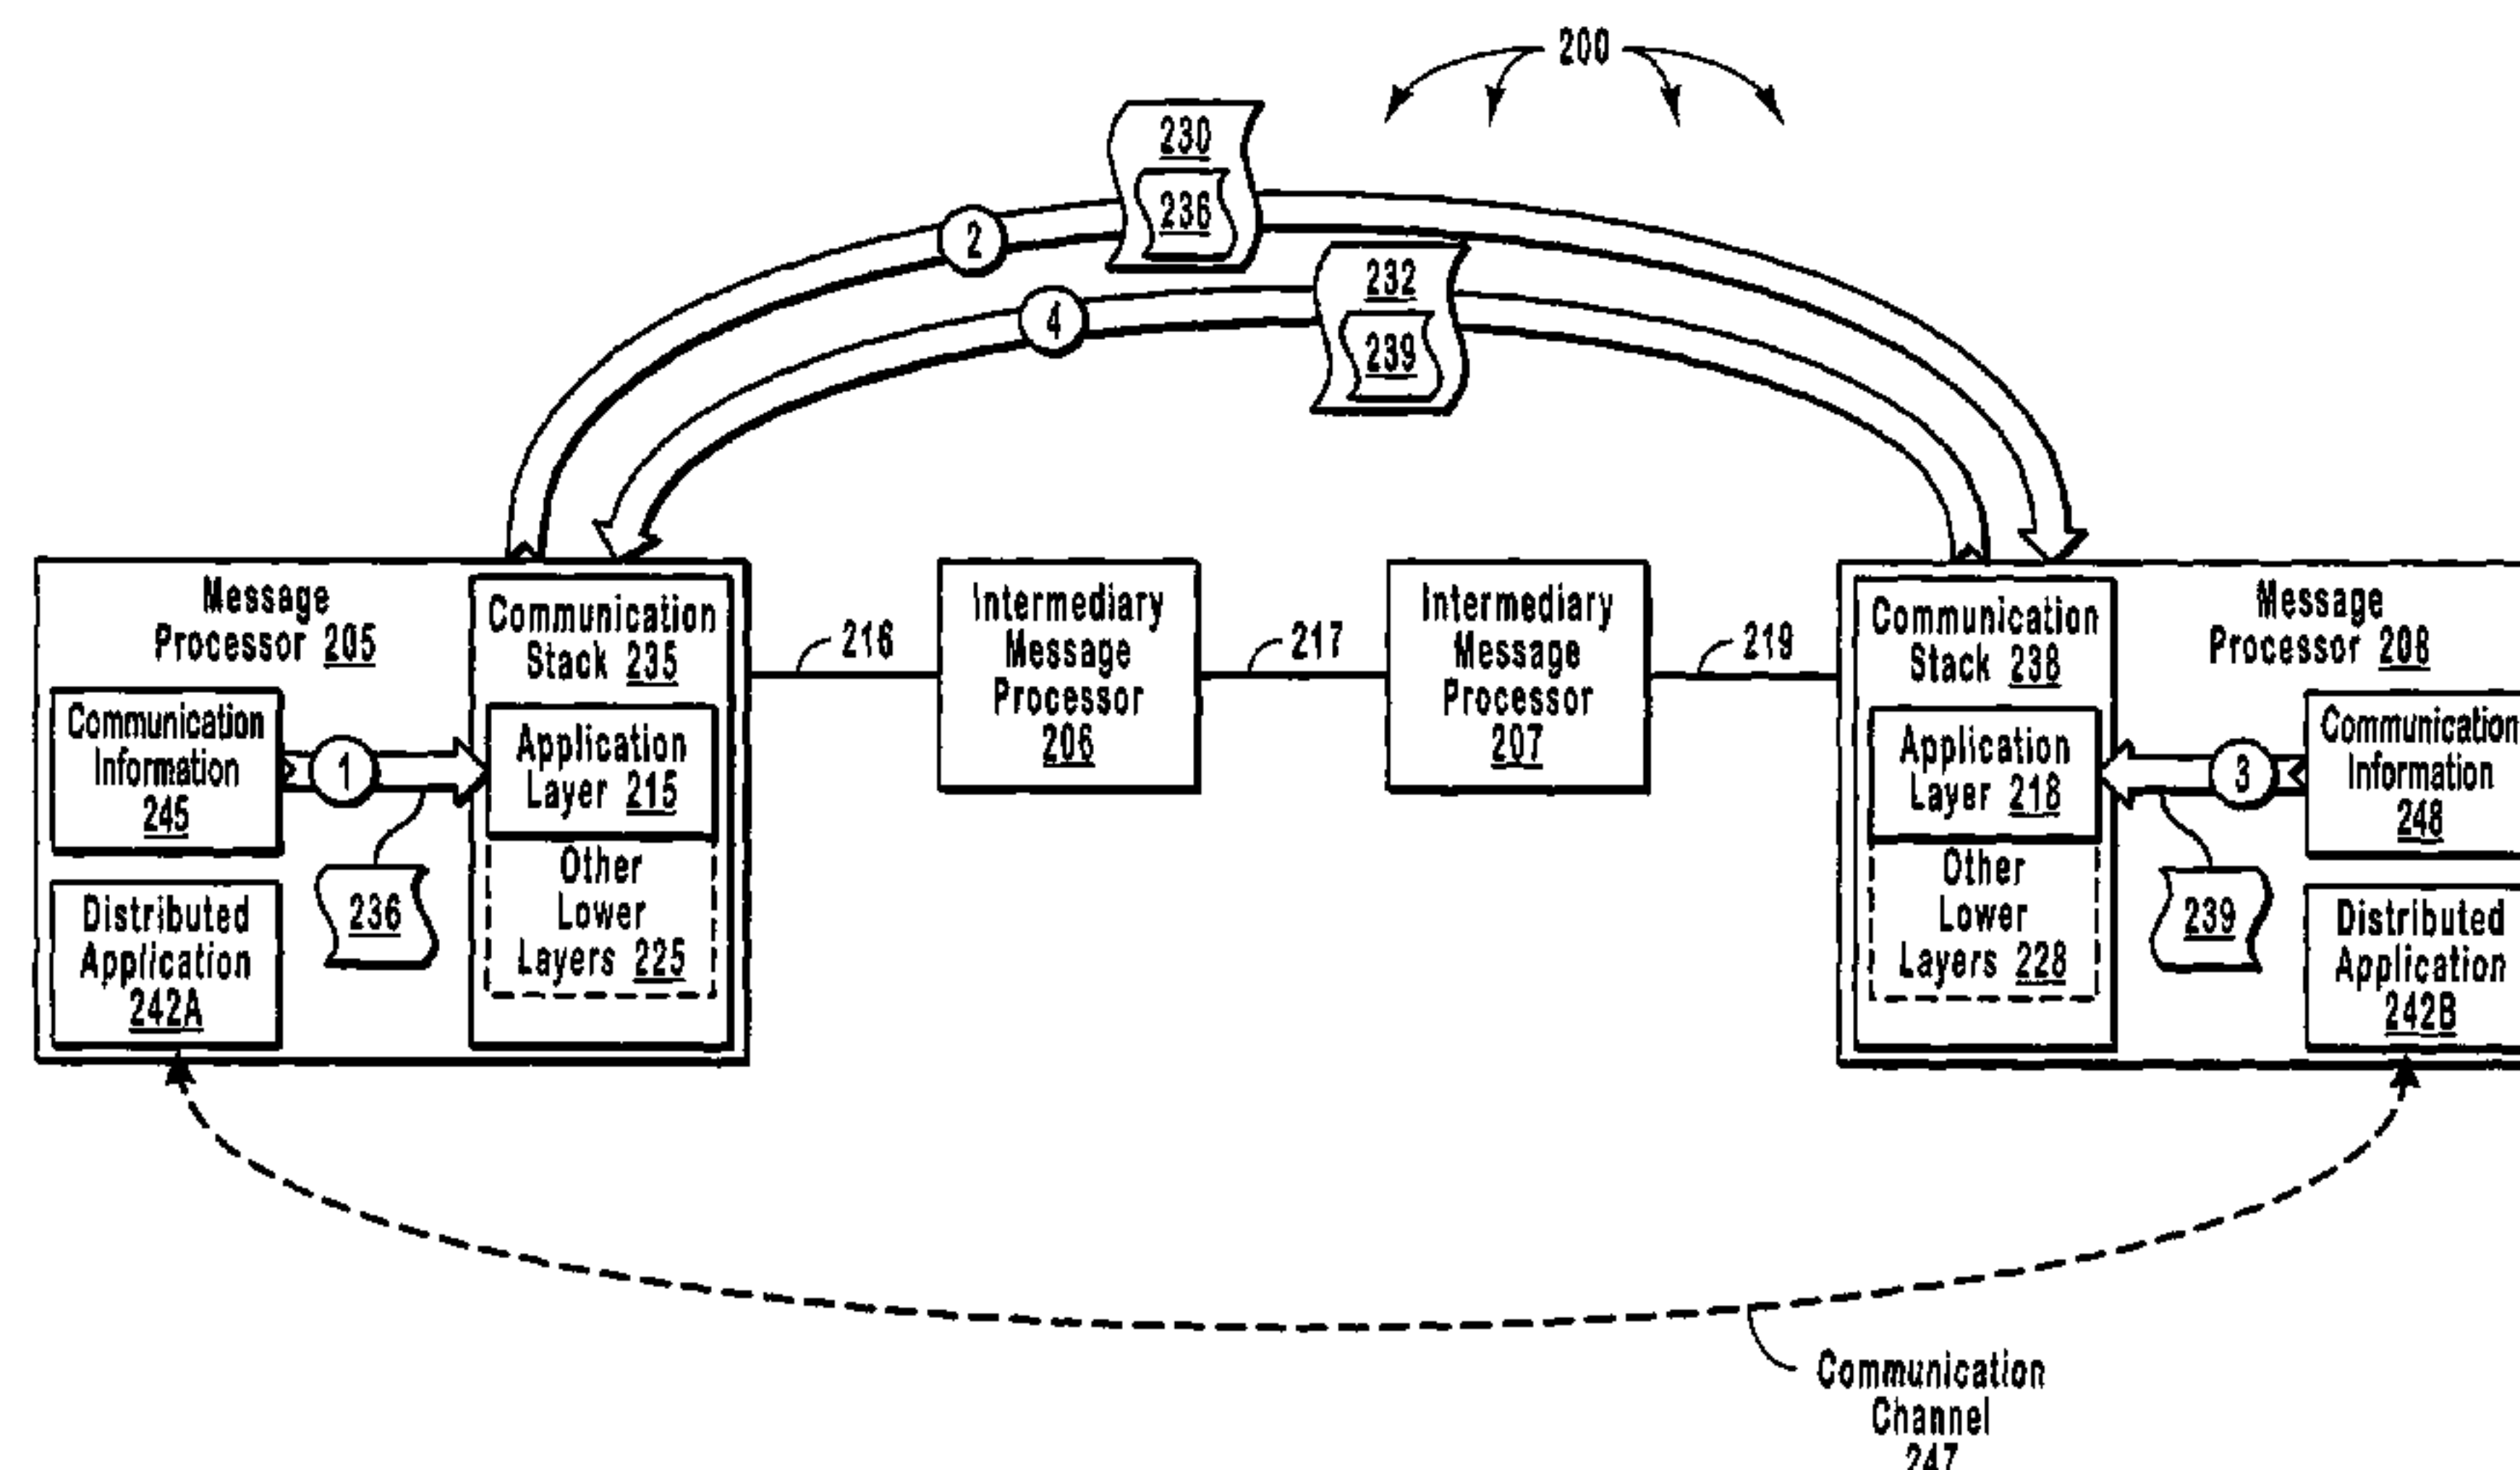 200
230
236
2
232
4
239
Message
Processor 205
Communication
Stack 235
Communication
Information
245
1
Application
Layer 215
236
Other
Lower
Layers 225
Distributed
Application
242A
216
Intermediary
Message
Processor
206
217
Intermediary
Message
Processor
207
219
Communication
Stack 238
Message
Processor 208
Application
Layer 218
3
Communication
Information
248
Other
Lower
Layers 228
239
Distributed
Application
242B
Communication
Channel
247